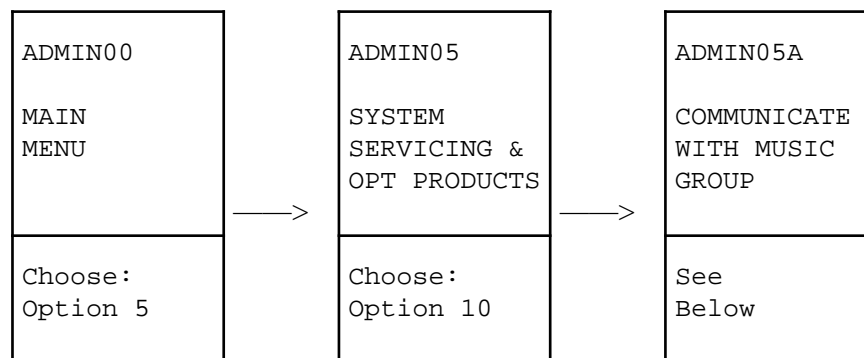 ADMIN00
MAIN
MENU
Choose:
Option 5
ADMIN05
SYSTEM
SERVICING &
OPT PRODUCTS
Choose:
Option 10
ADMIN05A
COMMUNICATE
WITH MUSIC
GROUP
See
Below